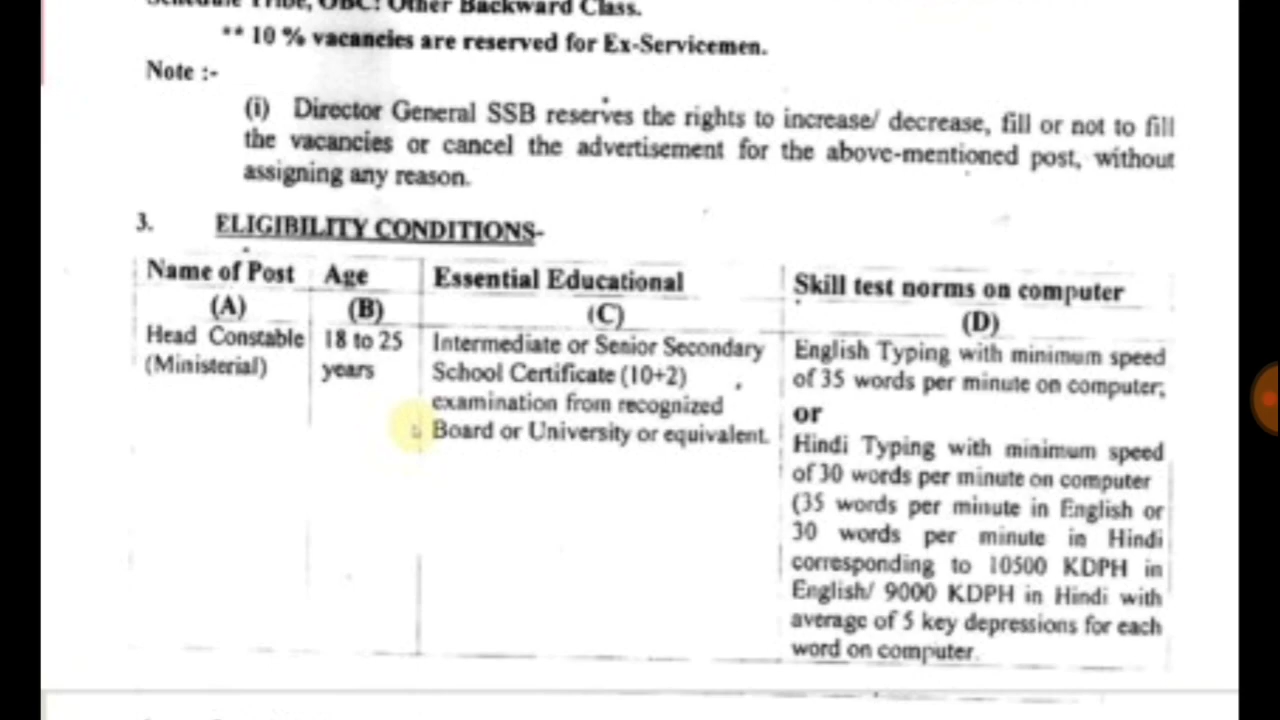 Schedule Tribe, OBC: Other Backward Class.
** 10 % vacancies are reserved for Ex-Servicemen.
Note :-
(i) Director General SSB reserves the rights to increase/ decrease, fill or not to fill
the vacancies or cancel the advertisement for the above-mentioned post, without
assigning any reason.
3. ELIGIBILITY CONDITIONS-
Name of Post
(A)
Age
(B)
Essential Educational
(C)
Skill test norms on computer
(D)
Head Constable
(Ministerial)
18 to 25
years
Intermediate or Senior Secondary
School Certificate (10+2)
examination from recognized
Board or University or equivalent.
English Typing with minimum speed
of 35 words per minute on computer;
or
Hindi Typing with minimum speed
of 30 words per minute on computer
(35 words per minute in English or
30 words per minute in Hindi
corresponding to 10500 KDPH in
English/ 9000 KDPH in Hindi with
average of 5 key depressions for each
word on computer.